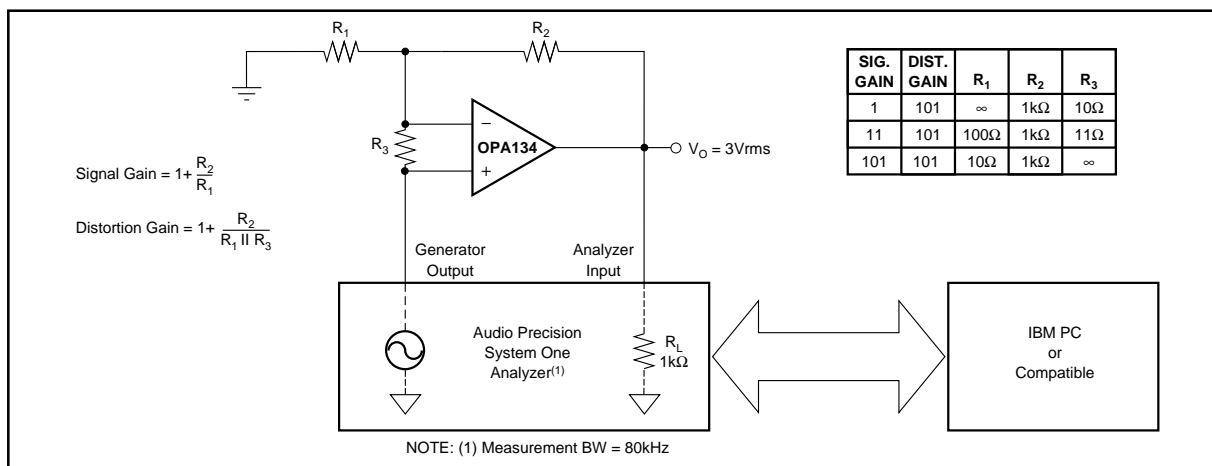 R1
R2
SIG. GAIN DIST. GAIN R1 R2 R3
1 101 ∞ 1kΩ 10Ω
11 101 100Ω 1kΩ 11Ω
101 101 10Ω 1kΩ ∞
R3
−
+
OPA134
VO = 3Vrms
Signal Gain = 1+ R2/R1
Distortion Gain = 1+ R2/(R1 II R3)
Generator
Output
Analyzer
Input
Audio Precision
System One
Analyzer(1)
RL
1kΩ
IBM PC
or
Compatible
NOTE: (1) Measurement BW = 80kHz